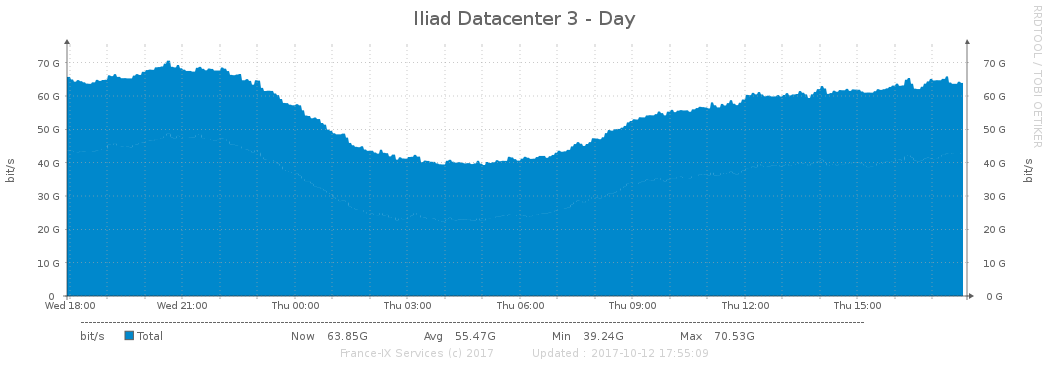 Iliad Datacenter 3 - Day
RRDTOOL / TOBI OETIKER
bit/s
70 G
60 G
50 G
40 G
30 G
20 G
10 G
0
70 G
60 G
50 G
40 G
30 G
20 G
10 G
0 G
bit/s
Wed 18:00 Wed 21:00 Thu 00:00 Thu 03:00 Thu 06:00 Thu 09:00 Thu 12:00 Thu 15:00
bit/s Total Now 63.85G Avg 55.47G Min 39.24G Max 70.53G
France-IX Services (c) 2017 Updated : 2017-10-12 17:55:09